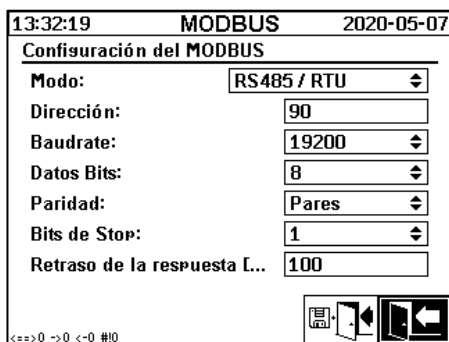 13:32:19 MODBUS 2020-05-07
Configuración del MODBUS
Modo: RS485 / RTU
Dirección: 90
Baudrate: 19200
Datos Bits: 8
Paridad: Pares
Bits de Stop: 1
Retraso de la respuesta [... 100
<==>0 ->0 <-0 #!0